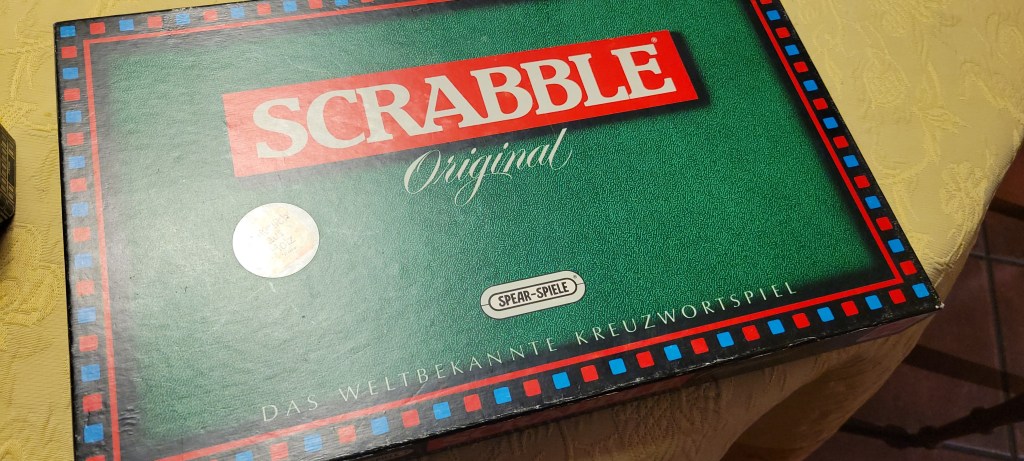 SCRABBLE
Original
SPEAR-SPIELE
DAS WELTBEKANNTE KREUZWORTSPIEL